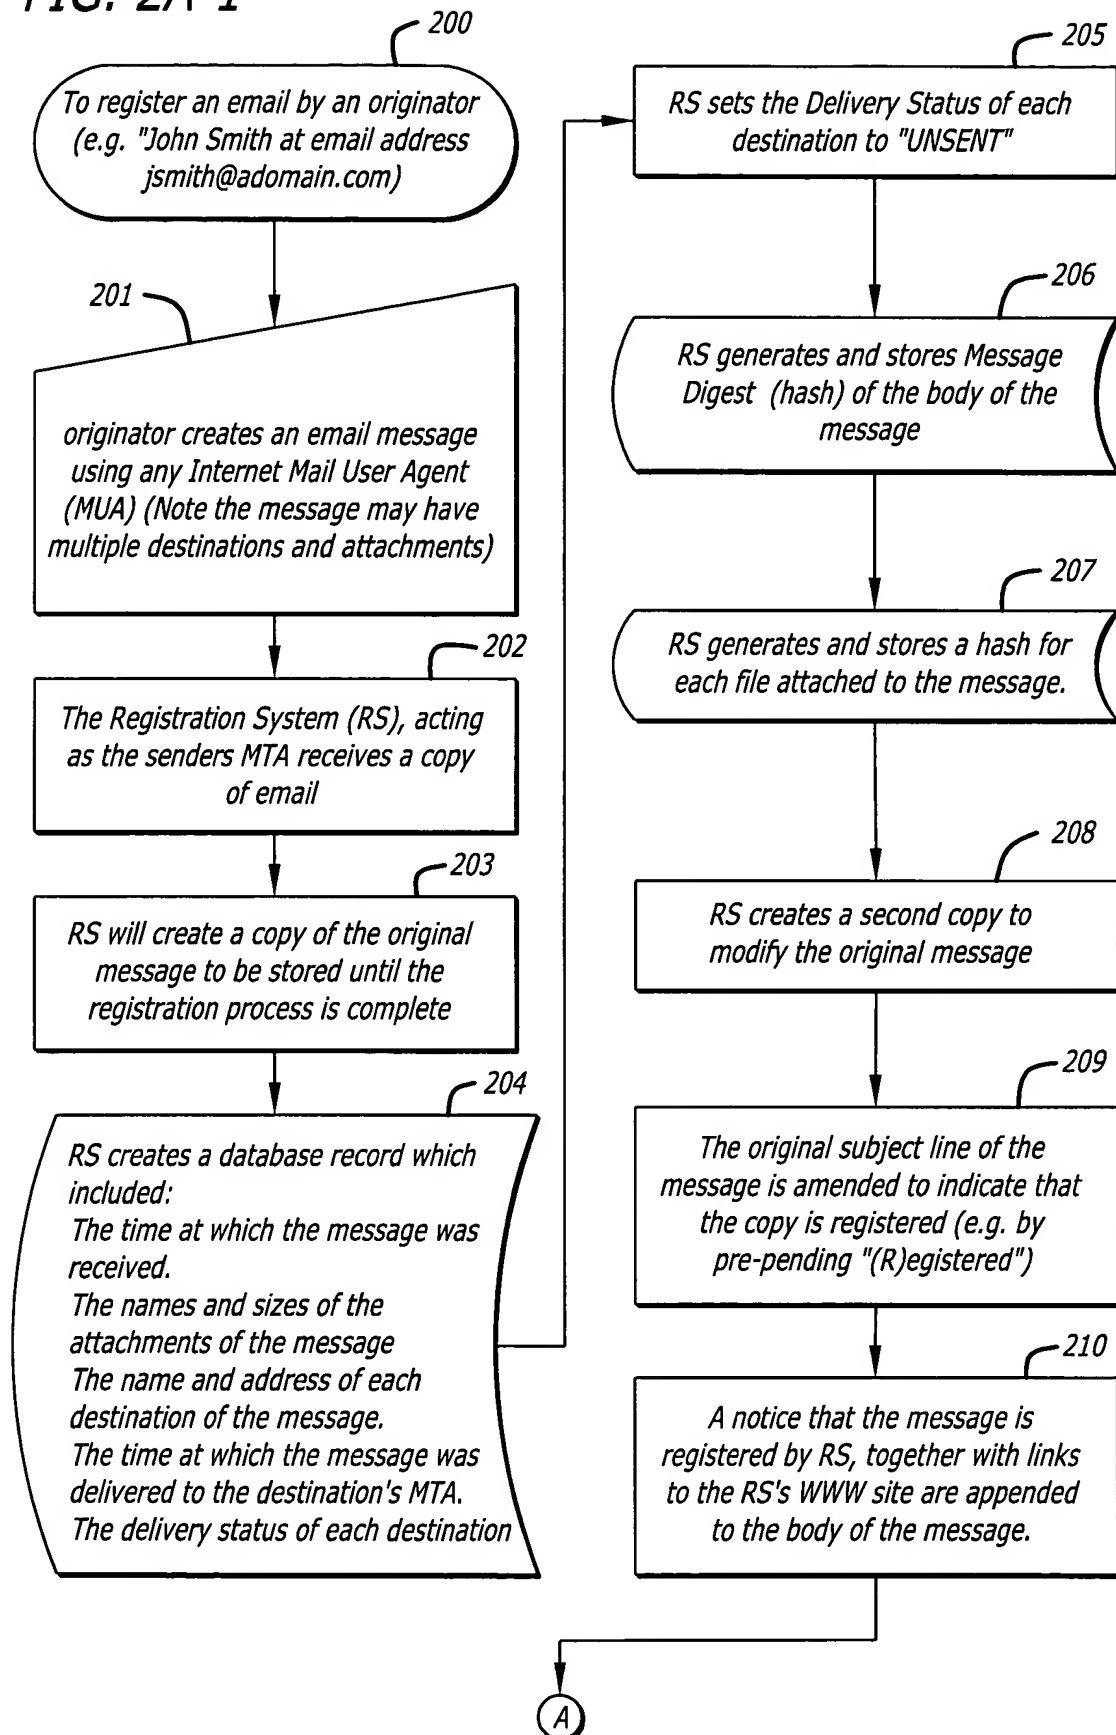 FIG. 2A-1
200
To register an email by an originator
(e.g. "John Smith at email address
jsmith@adomain.com)
201
originator creates an email message
using any Internet Mail User Agent
(MUA) (Note the message may have
multiple destinations and attachments)
202
The Registration System (RS), acting
as the senders MTA receives a copy
of email
203
RS will create a copy of the original
message to be stored until the
registration process is complete
204
RS creates a database record which
included:
The time at which the message was
received.
The names and sizes of the
attachments of the message
The name and address of each
destination of the message.
The time at which the message was
delivered to the destination's MTA.
The delivery status of each destination
205
RS sets the Delivery Status of each
destination to "UNSENT"
206
RS generates and stores Message
Digest (hash) of the body of the
message
207
RS generates and stores a hash for
each file attached to the message.
208
RS creates a second copy to
modify the original message
209
The original subject line of the
message is amended to indicate that
the copy is registered (e.g. by
pre-pending "(R)egistered")
210
A notice that the message is
registered by RS, together with links
to the RS's WWW site are appended
to the body of the message.
A